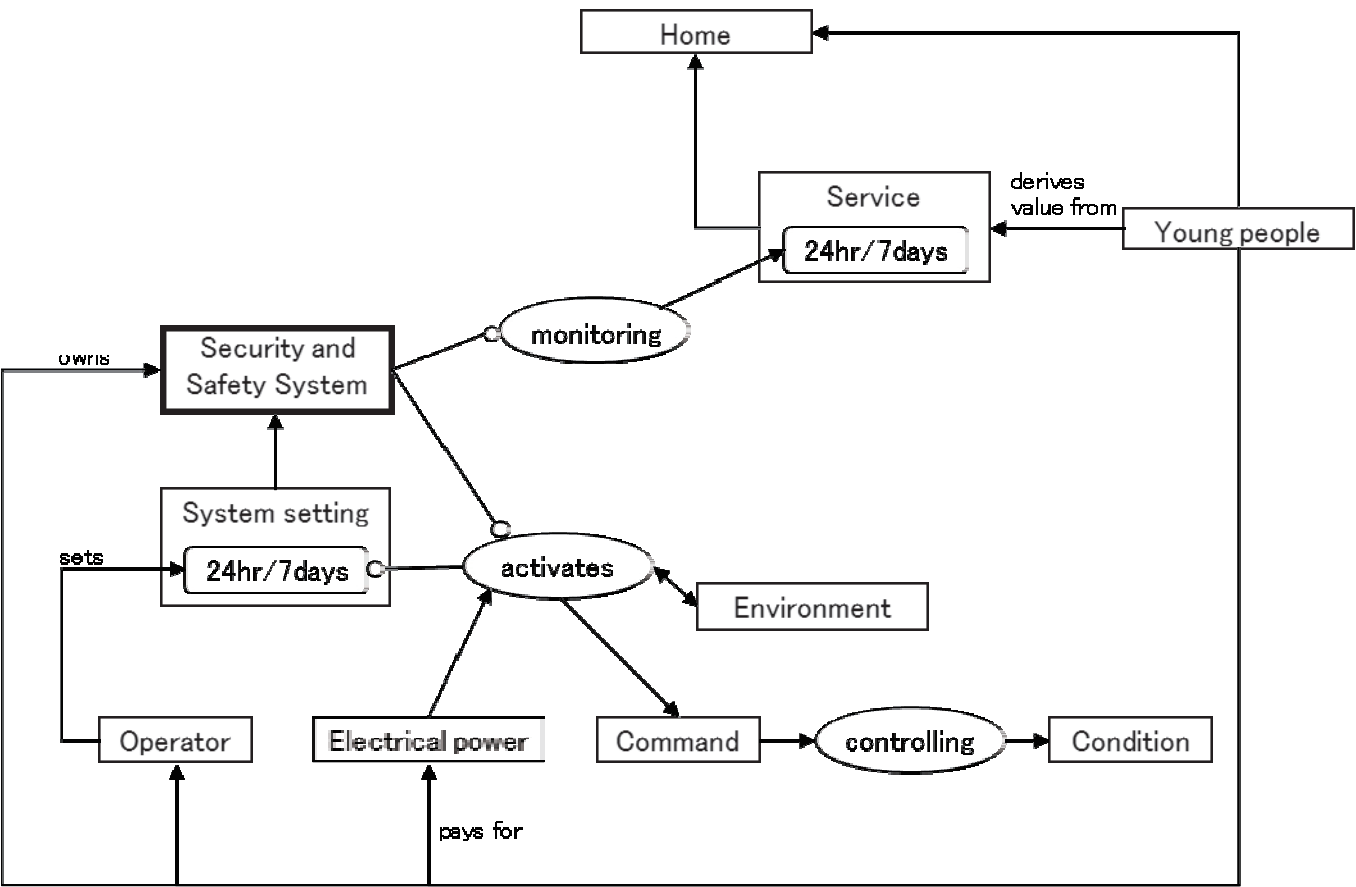 Home
derives
value from
Service
24hr/7days
Young people
monitoring
owns
Security and
Safety System
System setting
24hr/7days
sets
activates
Environment
Operator
Electrical power
Command
controlling
Condition
pays for